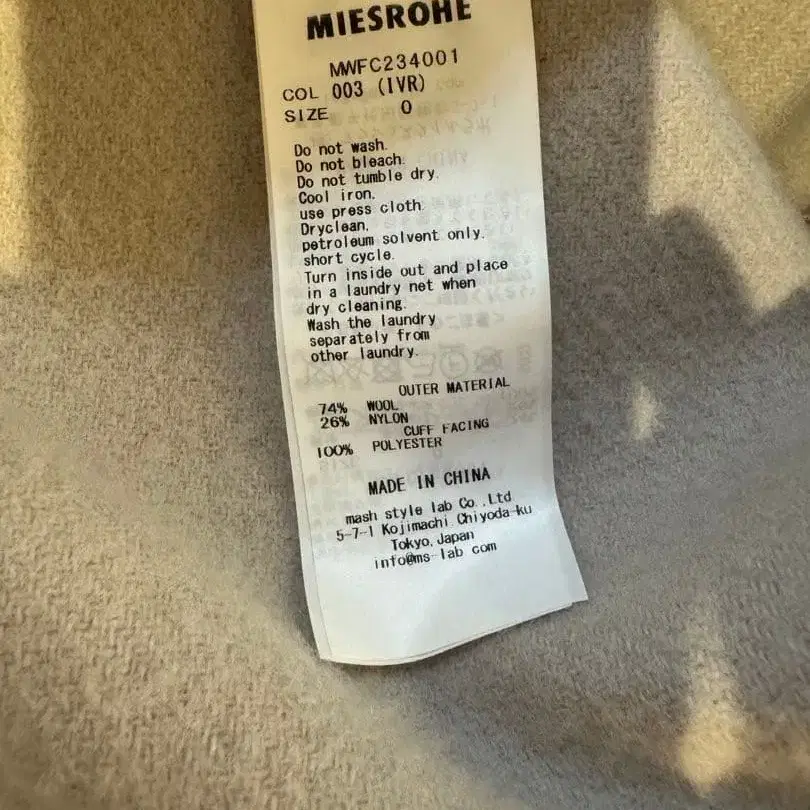 MIESROHE
MWFC234001
COL 003 (IVR)
SIZE 0
Do not wash.
Do not bleach.
Do not tumble dry.
Cool iron.
use press cloth.
Dryclean,
petroleum solvent only.
short cycle.
Turn inside out and place
in a laundry net when
dry cleaning.
Wash the laundry
separately from
other laundry.
OUTER MATERIAL
74% WOOL
26% NYLON
CUFF FACING
100% POLYESTER
MADE IN CHINA
mash style lab Co.,Ltd
5-7-1 Kojimachi Chiyoda-ku
Tokyo,Japan
info@ms-lab com